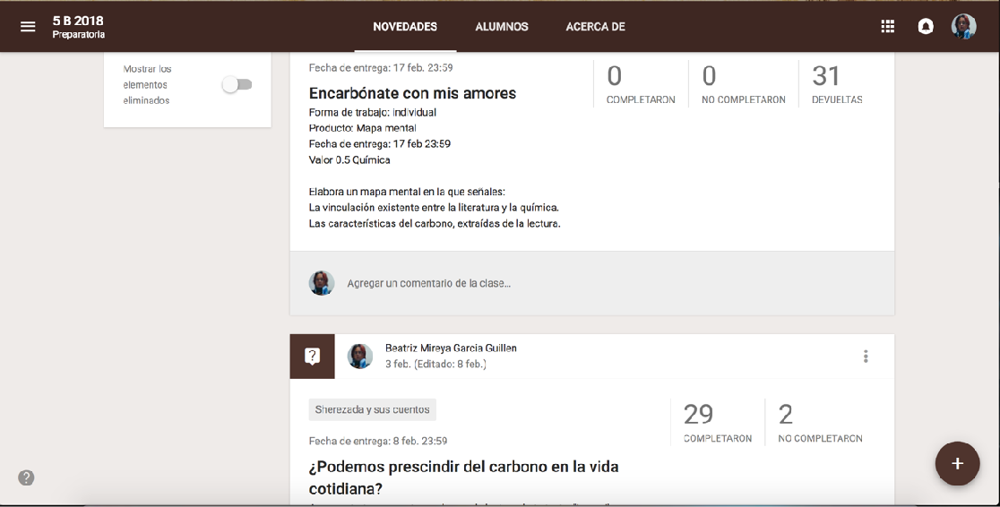 5 B 2018
Preparatoria
NOVEDADES
ALUMNOS
ACERCA DE
Mostrar los
elementos
eliminados
Fecha de entrega: 17 feb. 23:59
Encarbónate con mis amores
Forma de trabajo: individual
Producto: Mapa mental
Fecha de entrega: 17 feb 23:59
Valor 0.5 Química
Elabora un mapa mental en la que señales:
La vinculación existente entre la literatura y la química.
Las características del carbono, extraídas de la lectura.
0
COMPLETARON
0
NO COMPLETARON
31
DEVUELTAS
Agregar un comentario de la clase...
?
Beatriz Mireya Garcia Guillen
3 feb. (Editado: 8 feb.)
Sherezada y sus cuentos
Fecha de entrega: 8 feb. 23:59
¿Podemos prescindir del carbono en la vida
cotidiana?
29
COMPLETARON
2
NO COMPLETARON
+
?